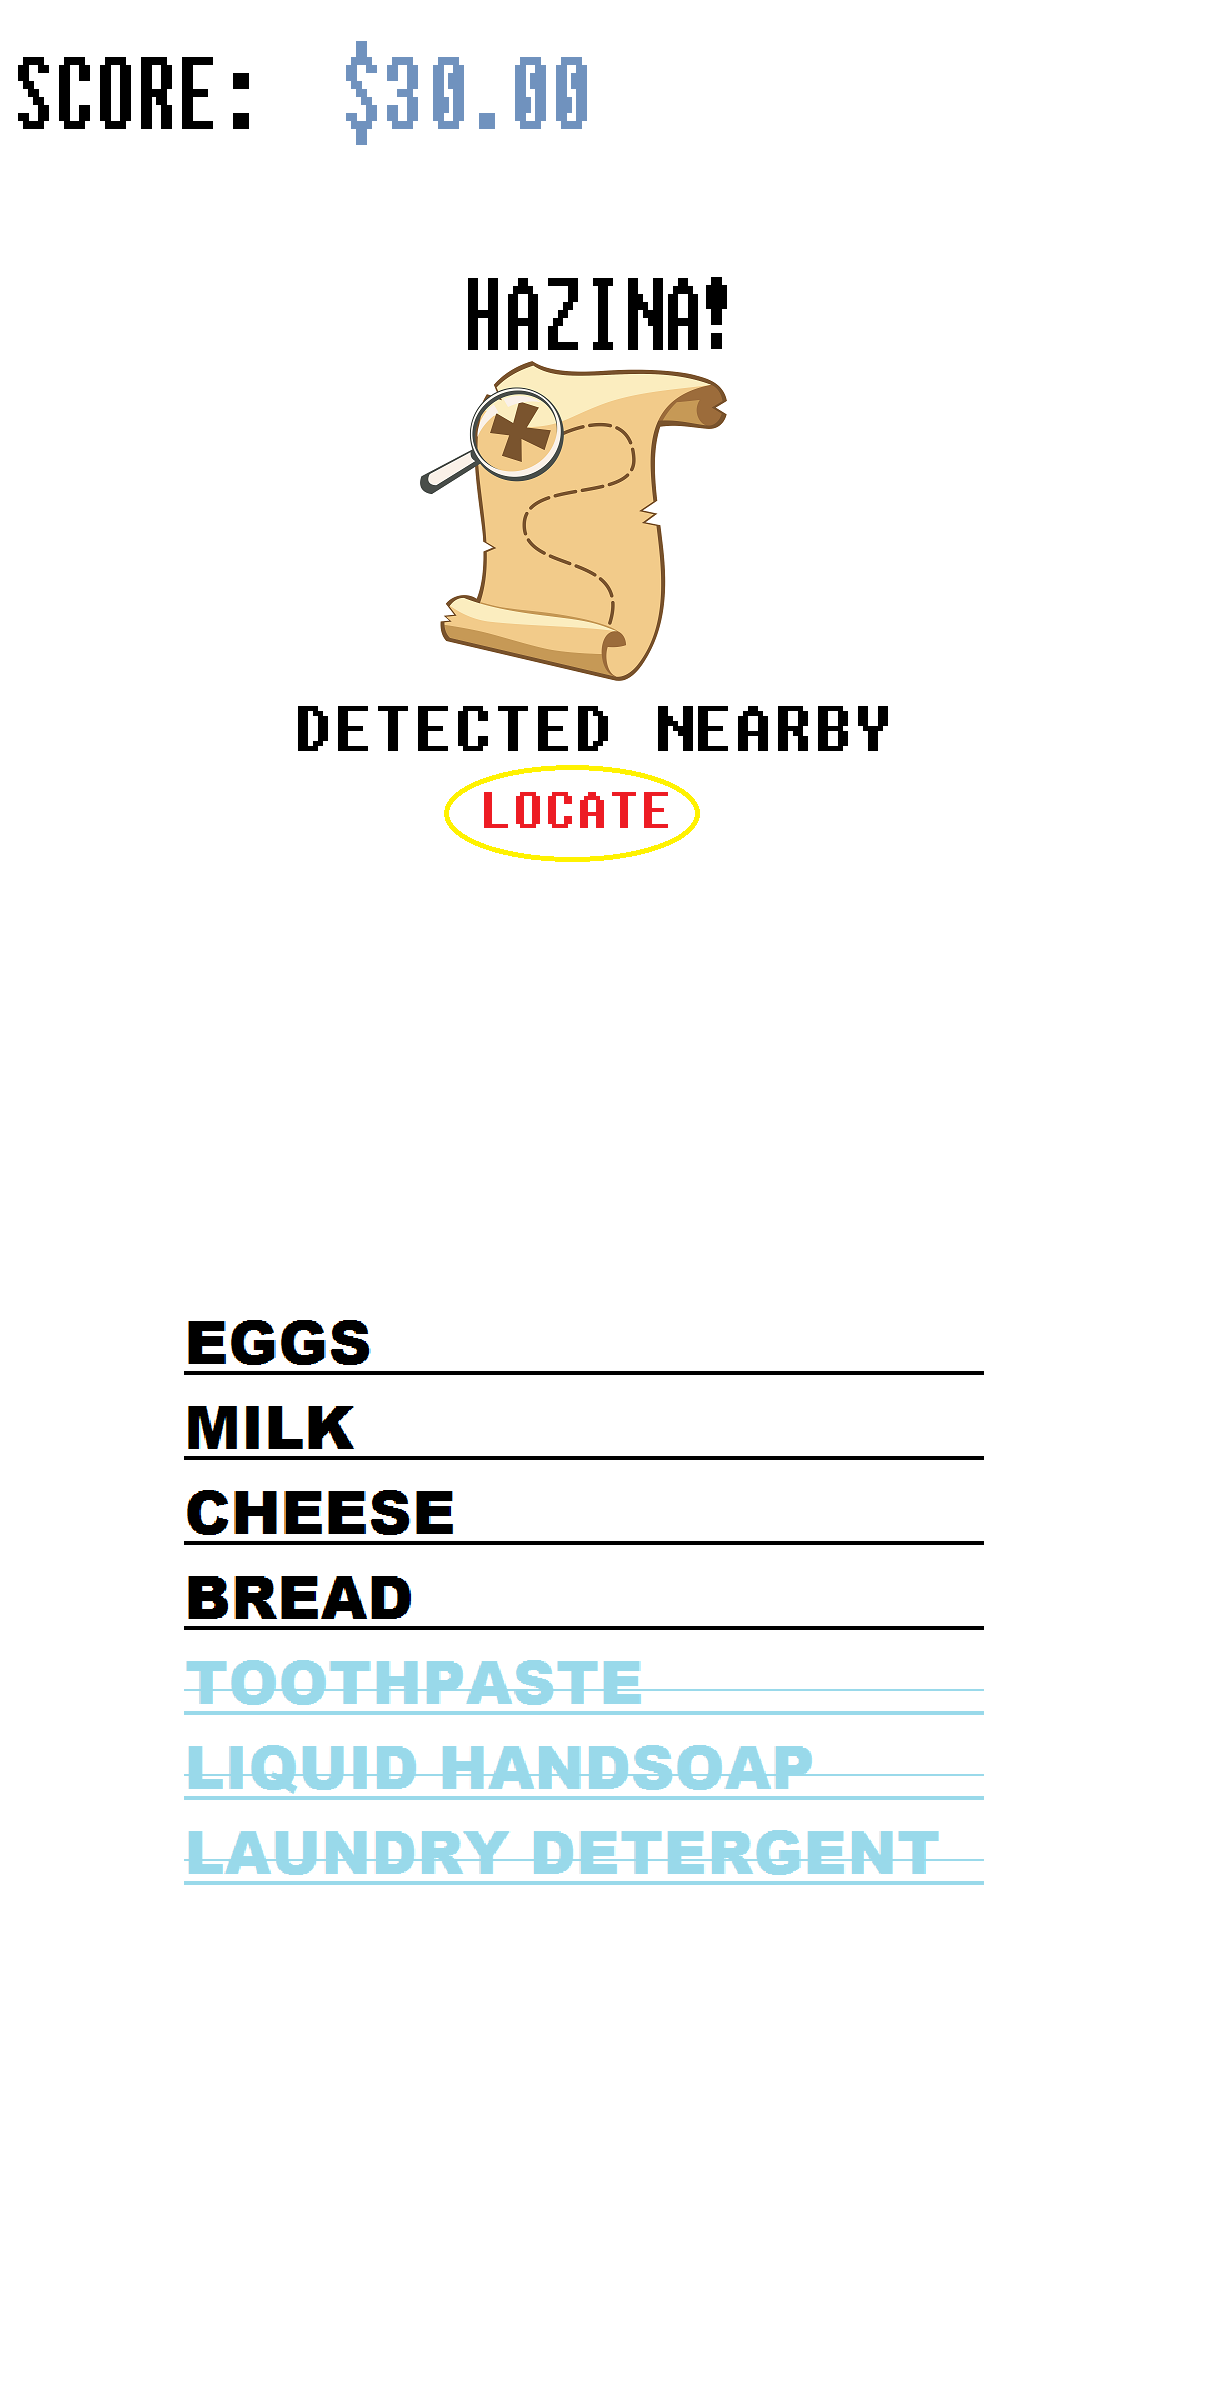 SCORE: $30.00
HAZINA!
DETECTED NEARBY
LOCATE
EGGS
MILK
CHEESE
BREAD
TOOTHPASTE
LIQUID HANDSOAP
LAUNDRY DETERGENT